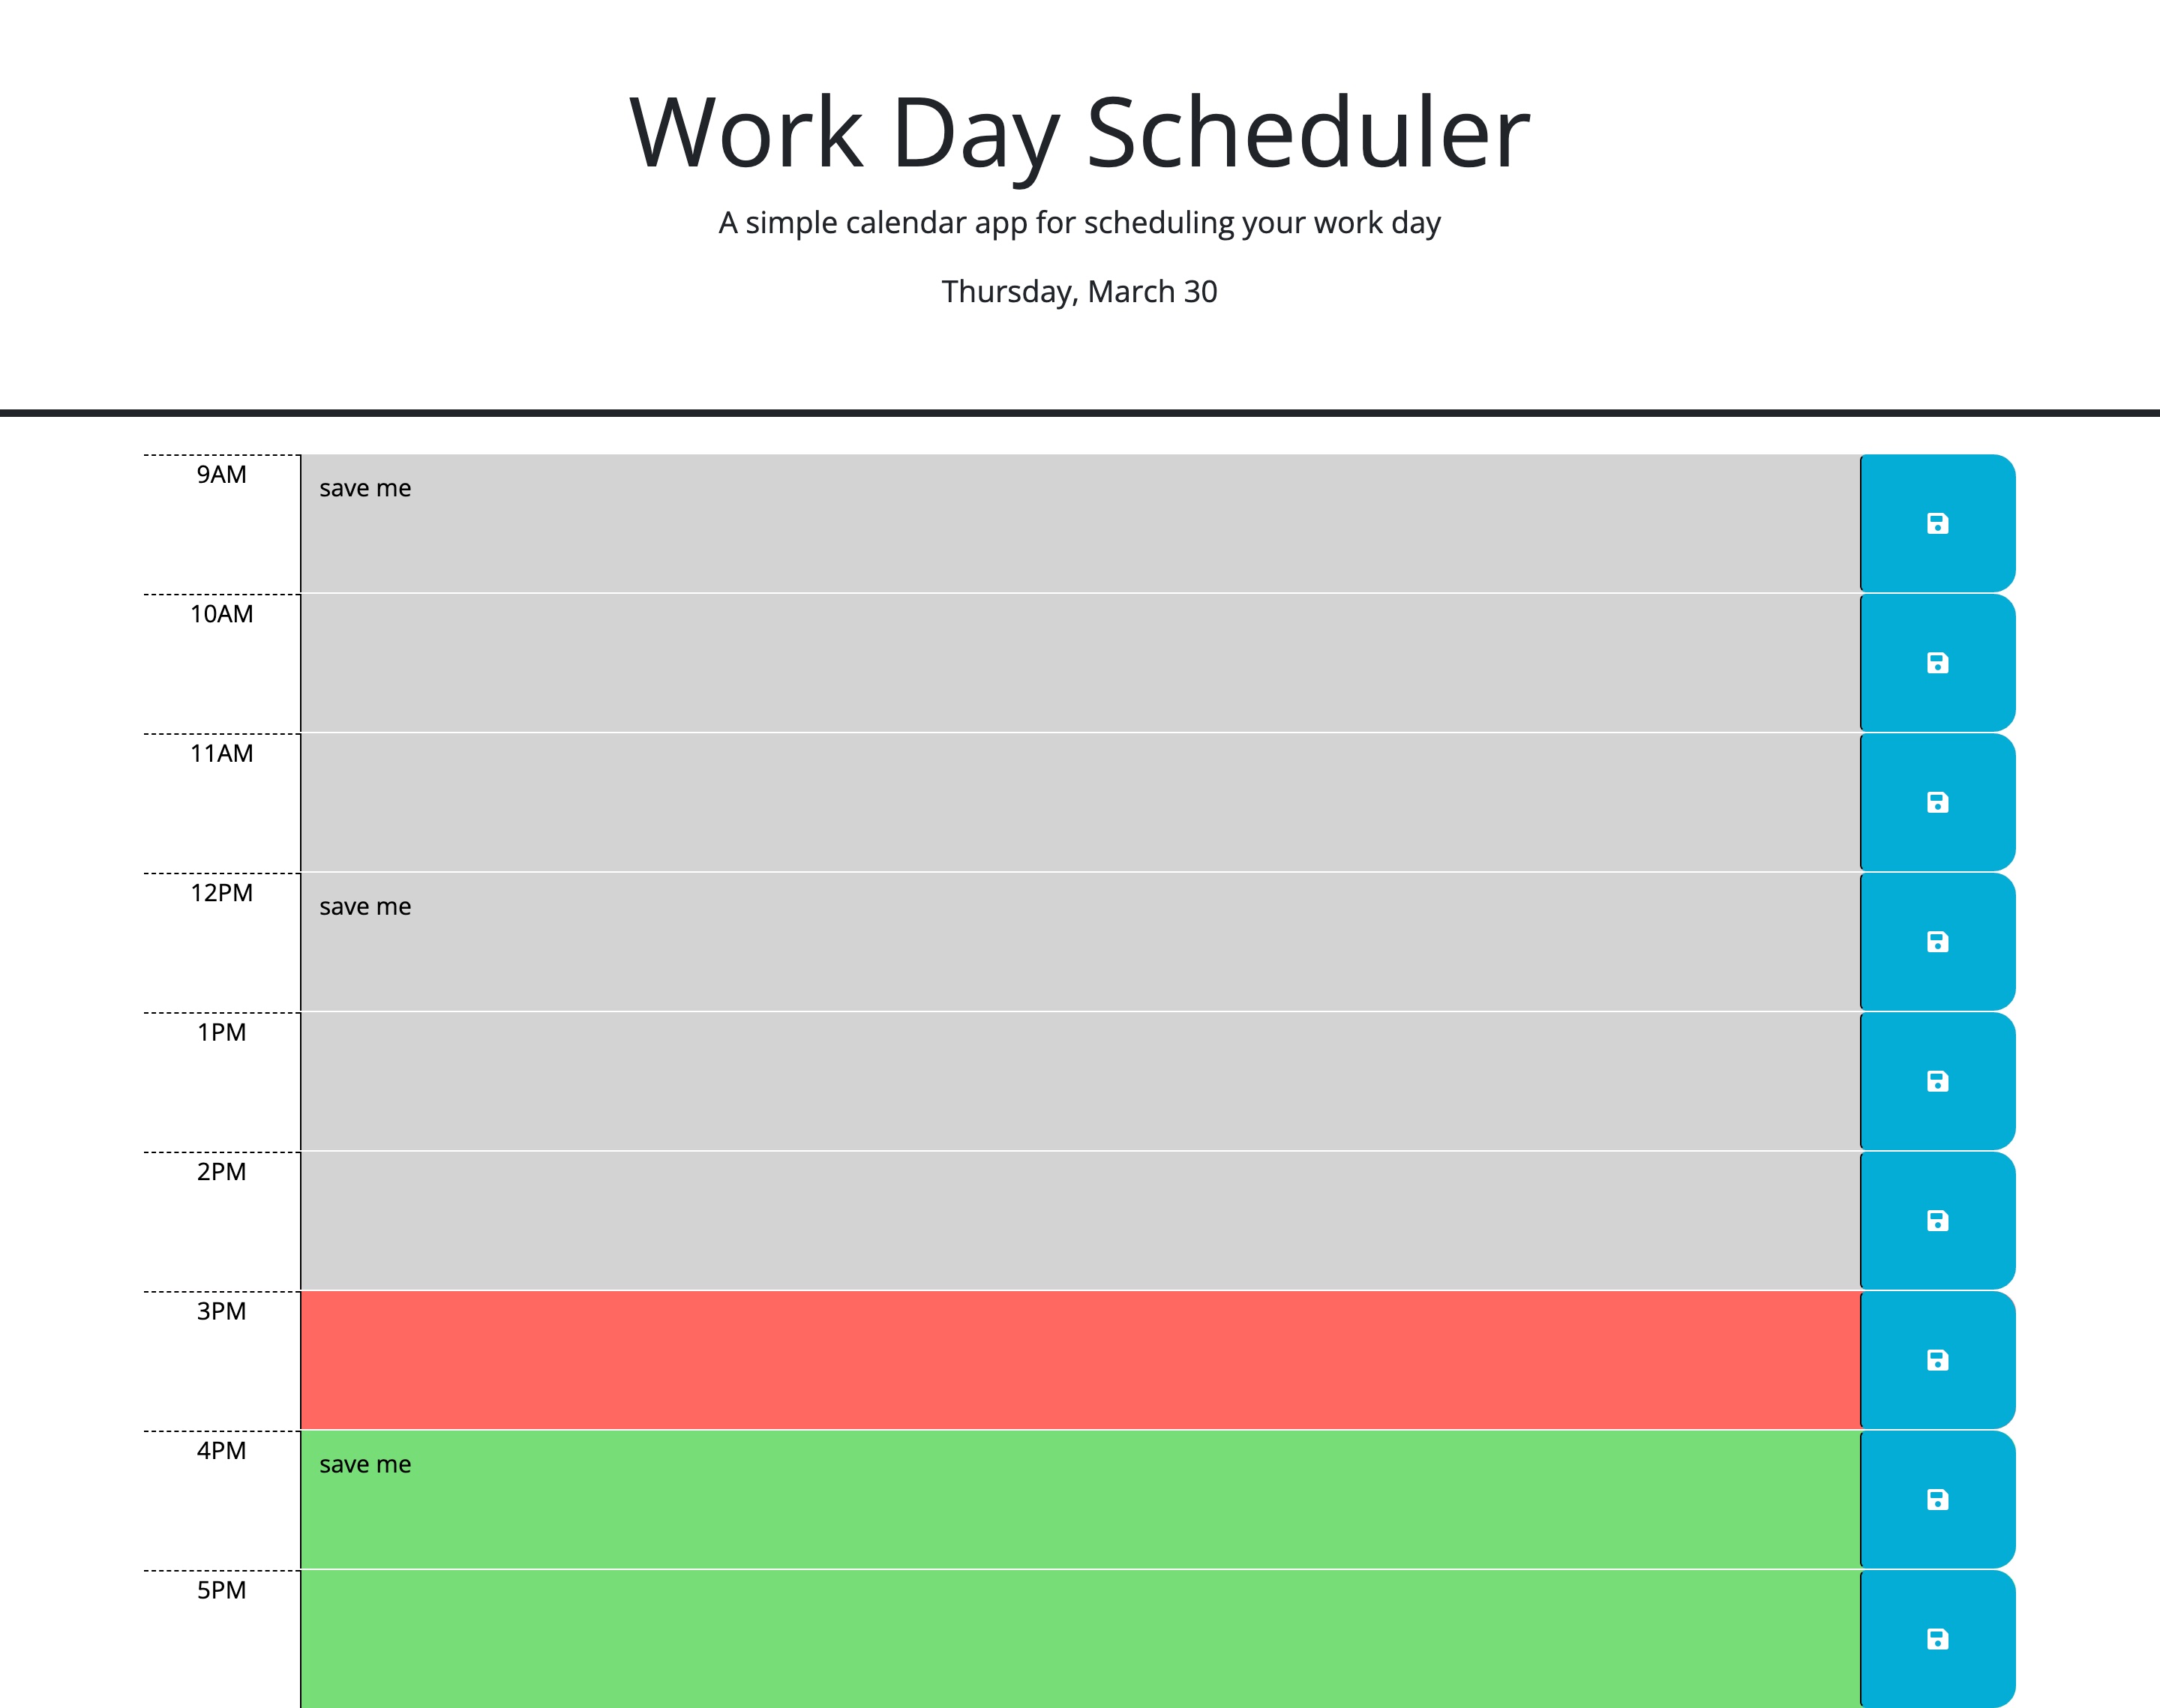 Work Day Scheduler
A simple calendar app for scheduling your work day
Thursday, March 30
9AM
save me
10AM
11AM
12PM
save me
1PM
2PM
3PM
4PM
save me
5PM